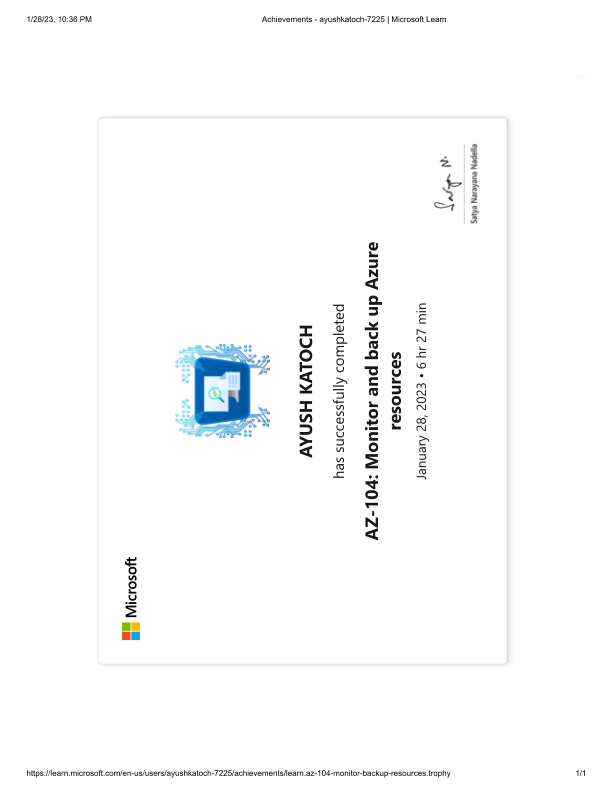 1/28/23, 10:36 PM
Achievements - ayushkatoch-7225 | Microsoft Learn
Microsoft
AYUSH KATOCH
has successfully completed
AZ-104: Monitor and back up Azure
resources
January 28, 2023 • 6 hr 27 min
Satya N.
Satya Narayana Nadella
https://learn.microsoft.com/en-us/users/ayushkatoch-7225/achievements/learn.az-104-monitor-backup-resources.trophy
1/1